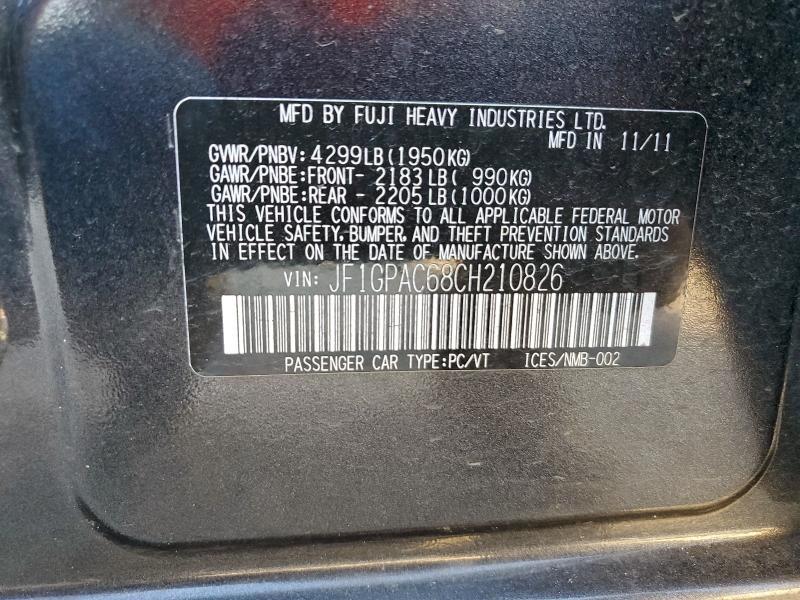 MFD BY FUJI HEAVY INDUSTRIES LTD.
MFD IN 11/11
GVWR/PNBV: 4299LB(1950KG)
GAWR/PNBE:FRONT- 2183LB( 990KG)
GAWR/PNBE:REAR - 2205LB(1000KG)
THIS VEHICLE CONFORMS TO ALL APPLICABLE FEDERAL MOTOR
VEHICLE SAFETY, BUMPER, AND THEFT PREVENTION STANDARDS
IN EFFECT ON THE DATE OF MANUFACTURE SHOWN ABOVE.
VIN: JF1GPAC68CH210826
PASSENGER CAR TYPE:PC/VT ICES/NMB-002